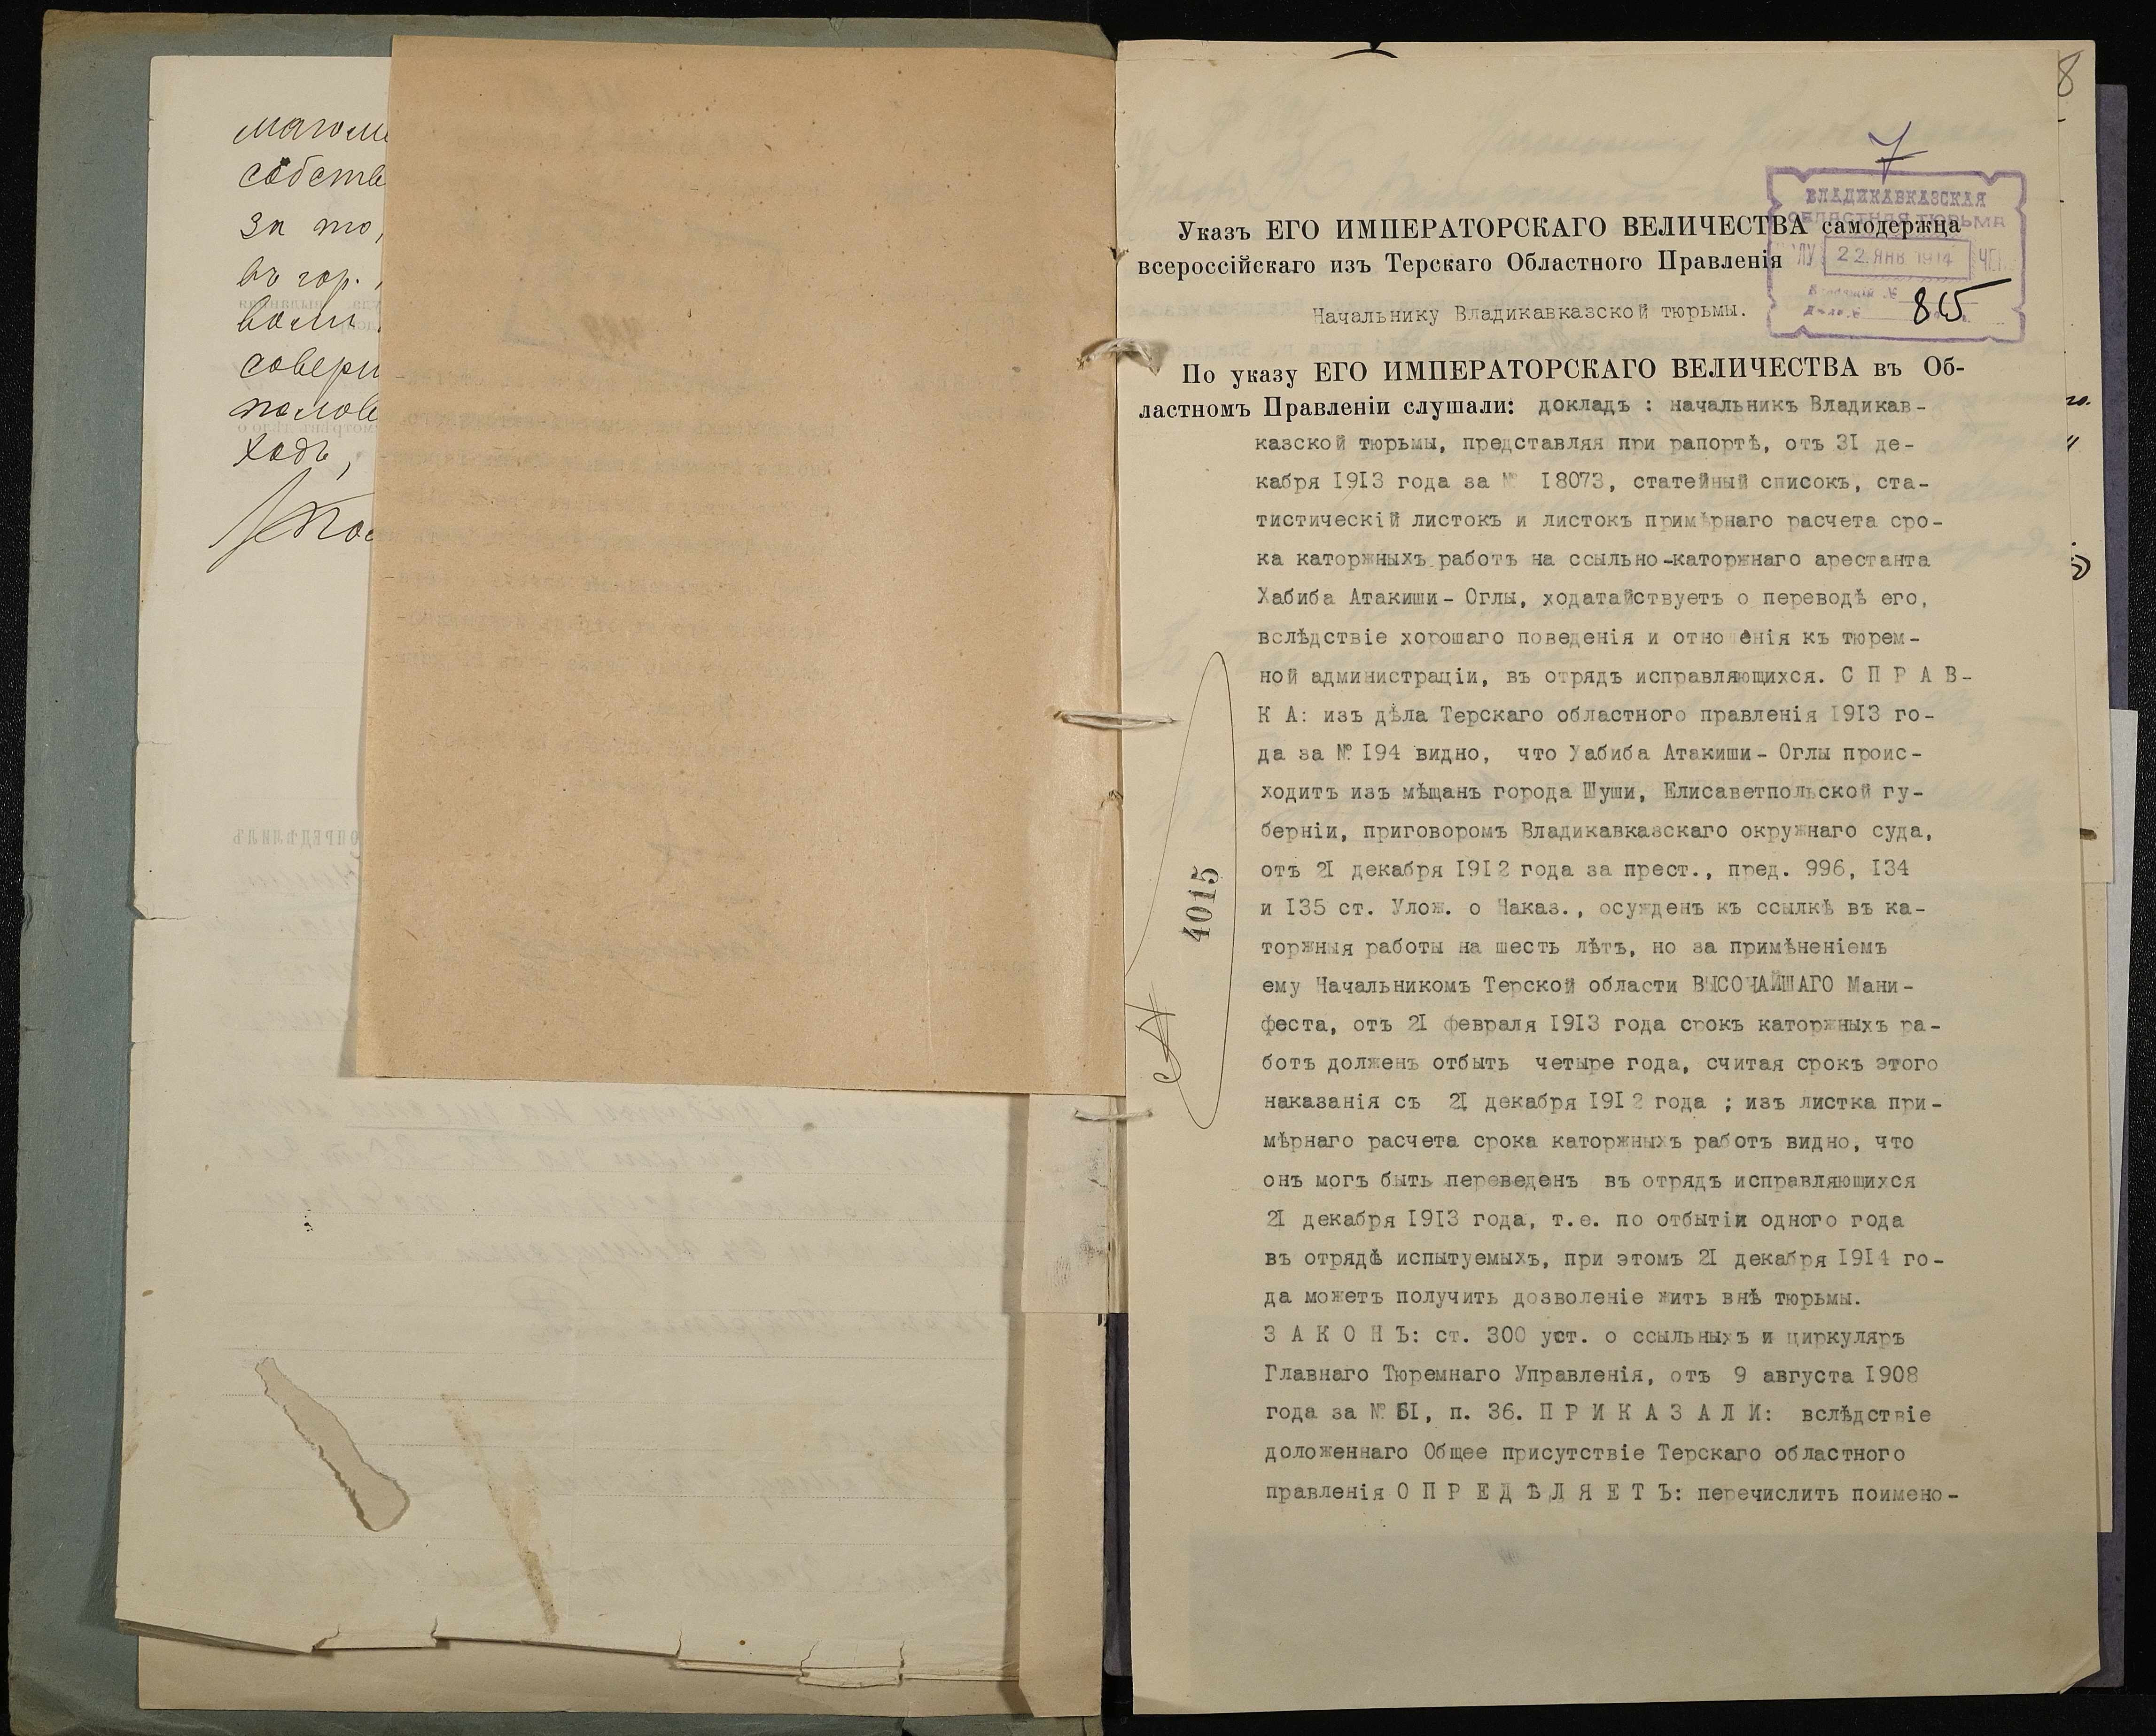 магоме
собстве
за то,
въ гор.
совери
ходъ,
8
7
ВЛАДИКАВКАЗСКАЯ
ОБЛАСТНАЯ ТЮРЬМА
22 ЯНВ 1914
815
Указъ ЕГО ИМПЕРАТОРСКАГО ВЕЛИЧЕСТВА самодержца
всероссійскаго изъ Терскаго Областного Правленія
Начальнику Владикавказской тюрьмы.
По указу ЕГО ИМПЕРАТОРСКАГО ВЕЛИЧЕСТВА въ Об-
ластномъ Правленіи слушали: докладъ : начальникъ Владикав-
казской тюрьмы, представляя при рапортѣ, отъ 31 де-
кабря 1913 года за № 18073, статейный списокъ, ста-
тистическій листокъ и листокъ примѣрнаго расчета сро-
ка каторжныхъ работъ на ссыльно-каторжнаго арестанта
Хабиба Атакиши- Оглы, ходатайствуетъ о переводѣ его,
вслѣдствіе хорошаго поведенія и отношенія къ тюрем-
ной администраціи, въ отрядъ исправляющихся. С П Р А В-
К А: изъ дѣла Терскаго областного правленія 1913 го-
да за № 194 видно, что Уабиба Атакиши- Оглы проис-
ходитъ изъ мѣщанъ города Шуши, Елисаветпольской гу-
берніи, приговоромъ Владикавказскаго окружнаго суда,
отъ 21 декабря 1912 года за прест., пред. 996, 134
и 135 ст. Улож. о Наказ., осужденъ къ ссылкѣ въ ка-
торжныя работы на шесть лѣтъ, но за примѣненіемъ
ему Начальникомъ Терской области ВЫСОЧАЙШАГО Мани-
феста, отъ 21 февраля 1913 года срокъ каторжныхъ ра-
ботъ долженъ отбыть четыре года, считая срокъ этого
наказанія съ 21 декабря 1912 года ; изъ листка при-
мѣрнаго расчета срока каторжныхъ работъ видно, что
онъ могъ быть переведенъ въ отрядъ исправляющихся
21 декабря 1913 года, т.е. по отбытіи одного года
въ отрядѣ испытуемыхъ, при этомъ 21 декабря 1914 го-
да можетъ получить дозволеніе жить внѣ тюрьмы.
З А К О Н Ъ: ст. 300 уст. о ссыльныхъ и циркуляръ
Главнаго Тюремнаго Управленія, отъ 9 августа 1908
года за № 51, п. 36. П Р И К А З А Л И: вслѣдствіе
доложеннаго Общее присутствіе Терскаго областного
правленія О П Р Е Д Ѣ Л Я Е Т Ъ: перечислить поимено-
4015